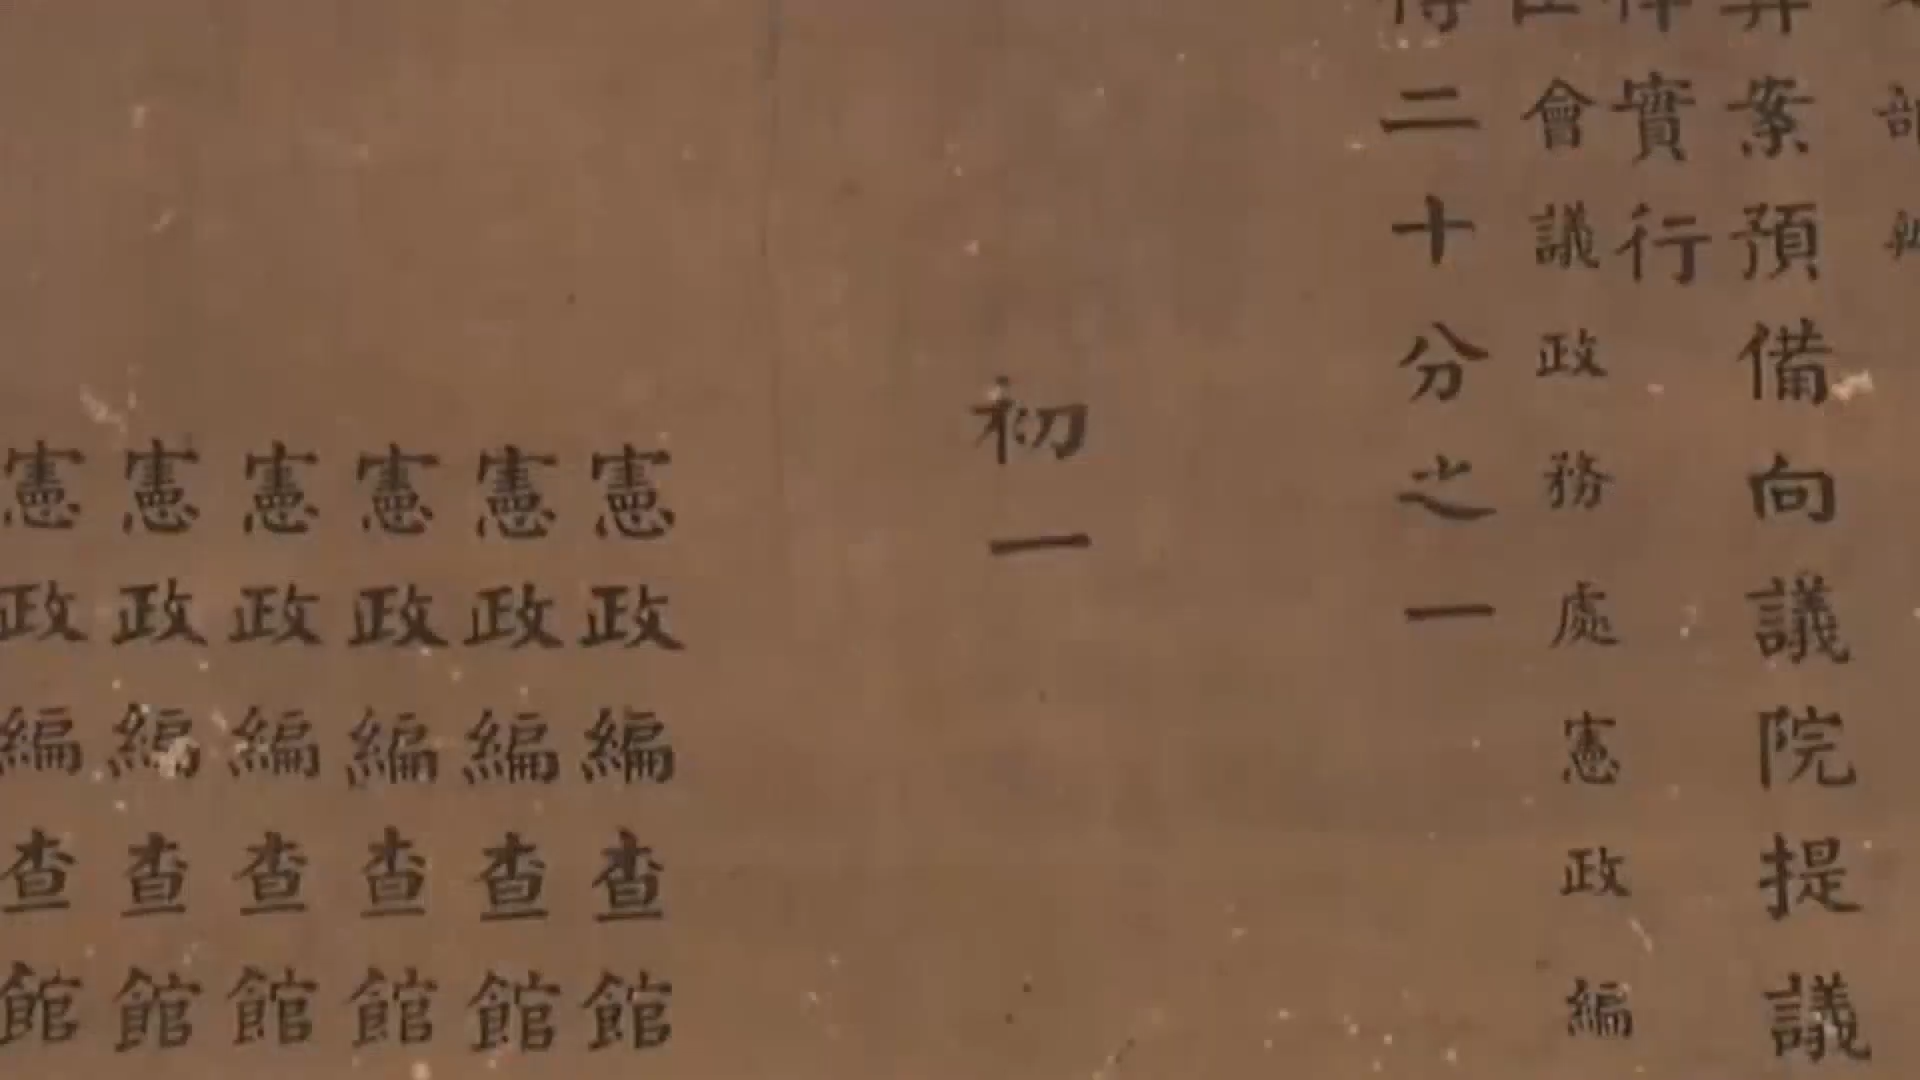 部辦
案預備向議院提議
實行
會議政務處憲政編
二十分之一
初一
憲政編查館
憲政編查館
憲政編查館
憲政編查館
憲政編查館
憲政編查館